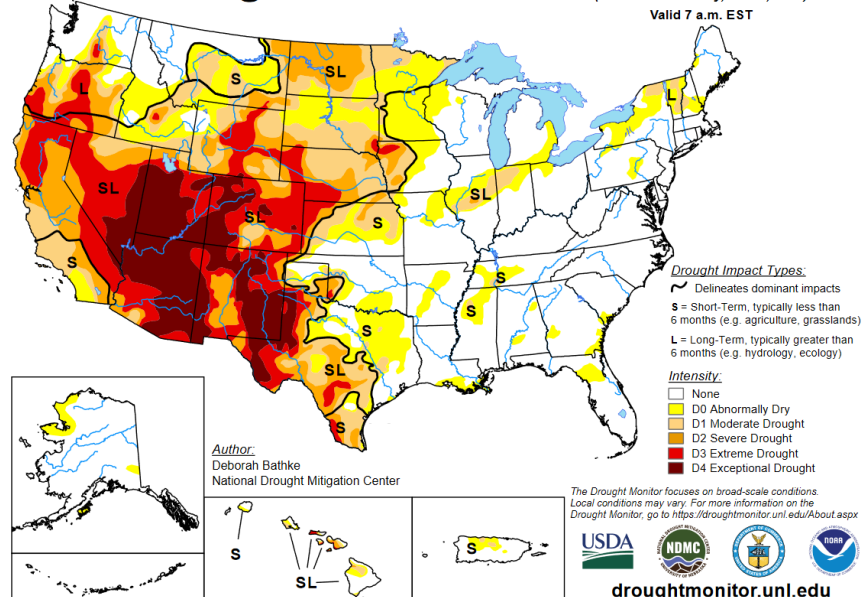 Valid 7 a.m. EST
L
S
SL
L
SL
SL
S
SL
S
S
S
S
SL
S
Drought Impact Types:
Delineates dominant impacts
S = Short-Term, typically less than
6 months (e.g. agriculture, grasslands)
L = Long-Term, typically greater than
6 months (e.g. hydrology, ecology)
Intensity:
None
D0 Abnormally Dry
D1 Moderate Drought
D2 Severe Drought
D3 Extreme Drought
D4 Exceptional Drought
Author:
Deborah Bathke
National Drought Mitigation Center
The Drought Monitor focuses on broad-scale conditions.
Local conditions may vary. For more information on the
Drought Monitor, go to https://droughtmonitor.unl.edu/About.aspx
S
SL
S
USDA
NDMC
NOAA
droughtmonitor.unl.edu